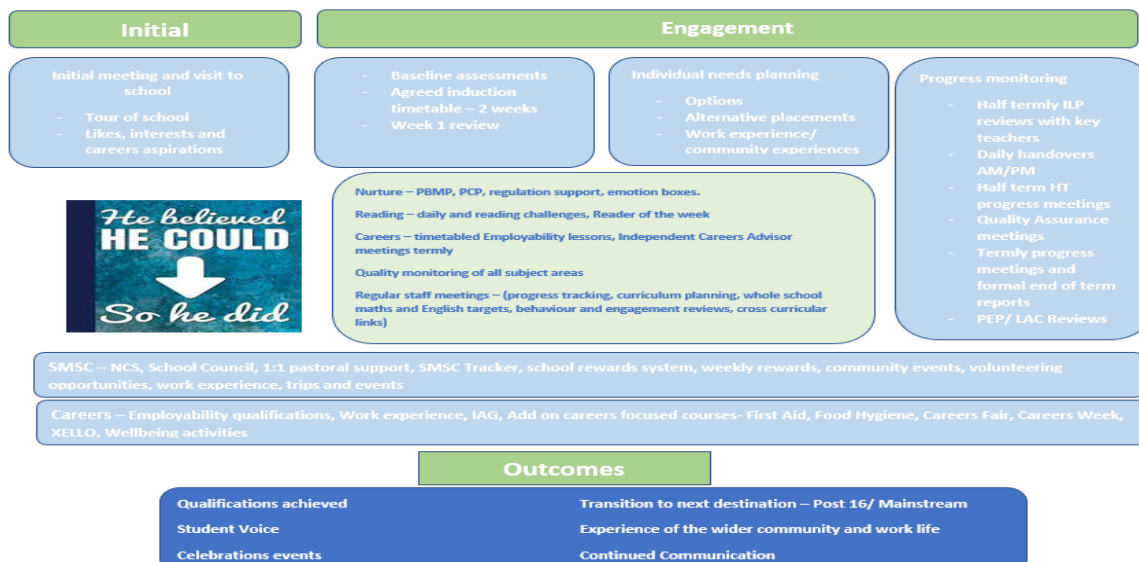 Initial
Engagement
Initial meeting and visit to
school
- Tour of school
- Likes, interests and
careers aspirations
- Baseline assessments
- Agreed induction
timetable – 2 weeks
- Week 1 review
Individual needs planning
- Options
- Alternative placements
- Work experience/
community experiences
Progress monitoring
- Half termly ILP
reviews with key
teachers
- Daily handovers
AM/PM
- Half term HT
progress meetings
- Quality Assurance
meetings
- Termly progress
meetings and
formal end of term
reports
- PEP/ LAC Reviews
He believed
HE COULD
So he did
Nurture – PBMP, PCP, regulation support, emotion boxes.
Reading – daily and reading challenges, Reader of the week
Careers – timetabled Employability lessons, Independent Careers Advisor
meetings termly
Quality monitoring of all subject areas
Regular staff meetings – (progress tracking, curriculum planning, whole school
maths and English targets, behaviour and engagement reviews, cross curricular
links)
SMSC – NCS, School Council, 1:1 pastoral support, SMSC Tracker, school rewards system, weekly rewards, community events, volunteering
opportunities, work experience, trips and events
Careers – Employability qualifications, Work experience, IAG, Add on careers focused courses- First Aid, Food Hygiene, Careers Fair, Careers Week,
XELLO, Wellbeing activities
Outcomes
Qualifications achieved
Student Voice
Celebrations events
Transition to next destination – Post 16/ Mainstream
Experience of the wider community and work life
Continued Communication